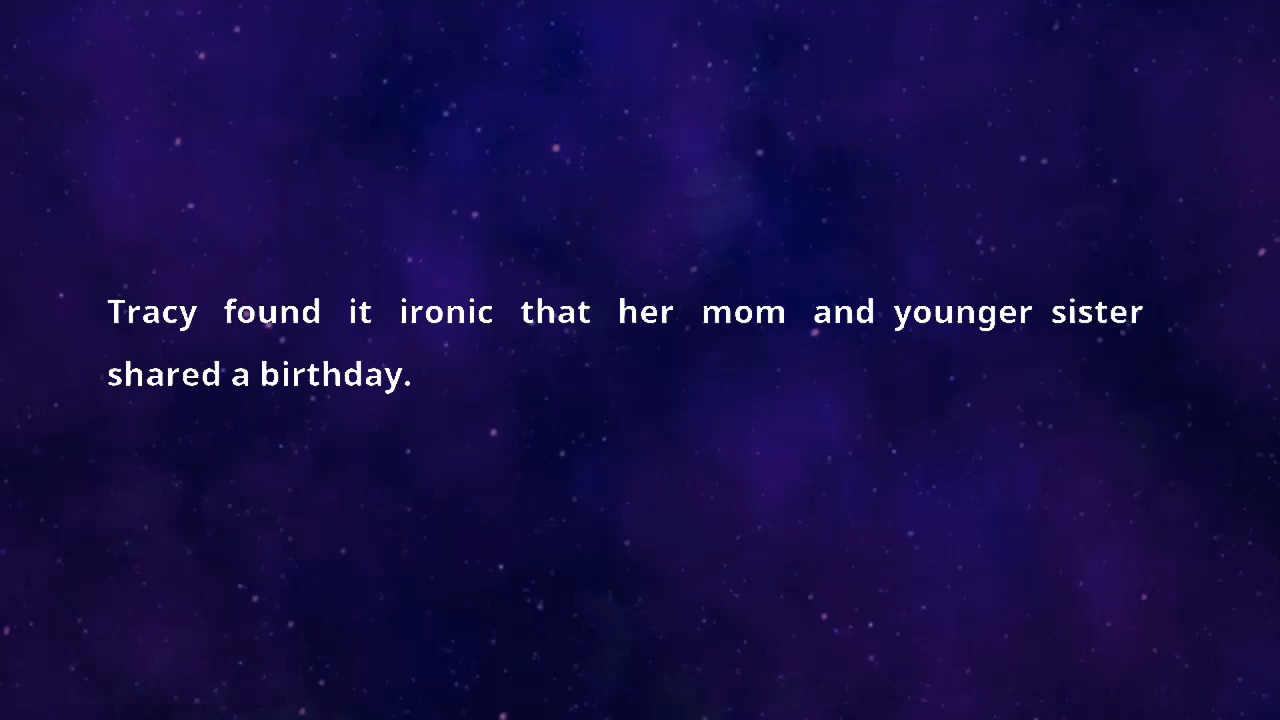 Tracy found it ironic that her mom and younger sister
shared a birthday.